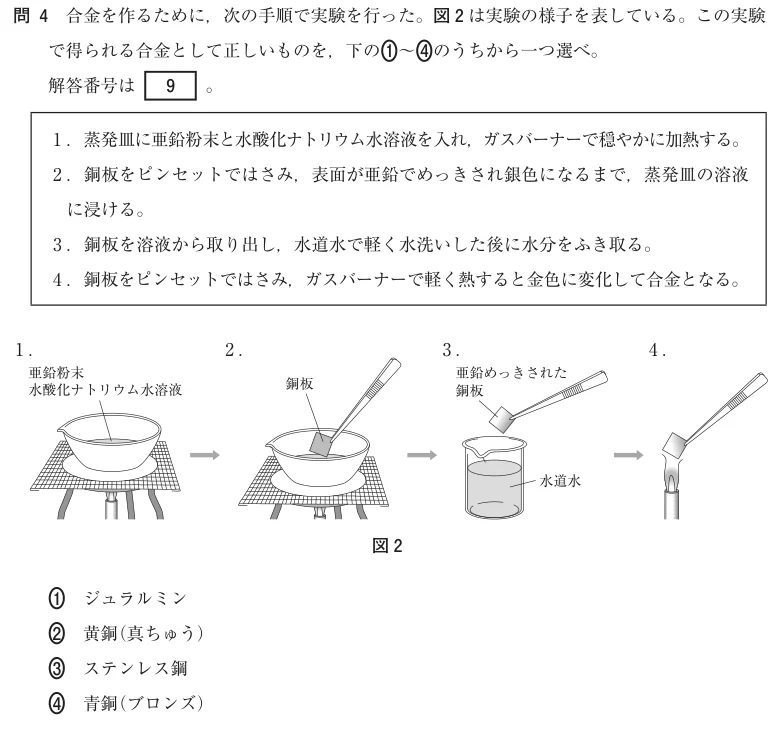 問 4 合金を作るために，次の手順で実験を行った。図 2 は実験の様子を表している。この実験
で得られる合金として正しいものを，下の①～④のうちから一つ選べ。
解答番号は 9 。
1．蒸発皿に亜鉛粉末と水酸化ナトリウム水溶液を入れ，ガスバーナーで穏やかに加熱する。
2．銅板をピンセットではさみ，表面が亜鉛でめっきされ銀色になるまで，蒸発皿の溶液
に浸ける。
3．銅板を溶液から取り出し，水道水で軽く水洗いした後に水分をふき取る。
4．銅板をピンセットではさみ，ガスバーナーで軽く熱すると金色に変化して合金となる。
1．
亜鉛粉末
水酸化ナトリウム水溶液
2．
銅板
3．
亜鉛めっきされた
銅板
水道水
4．
図 2
① ジュラルミン
② 黄銅(真ちゅう)
③ ステンレス鋼
④ 青銅(ブロンズ)